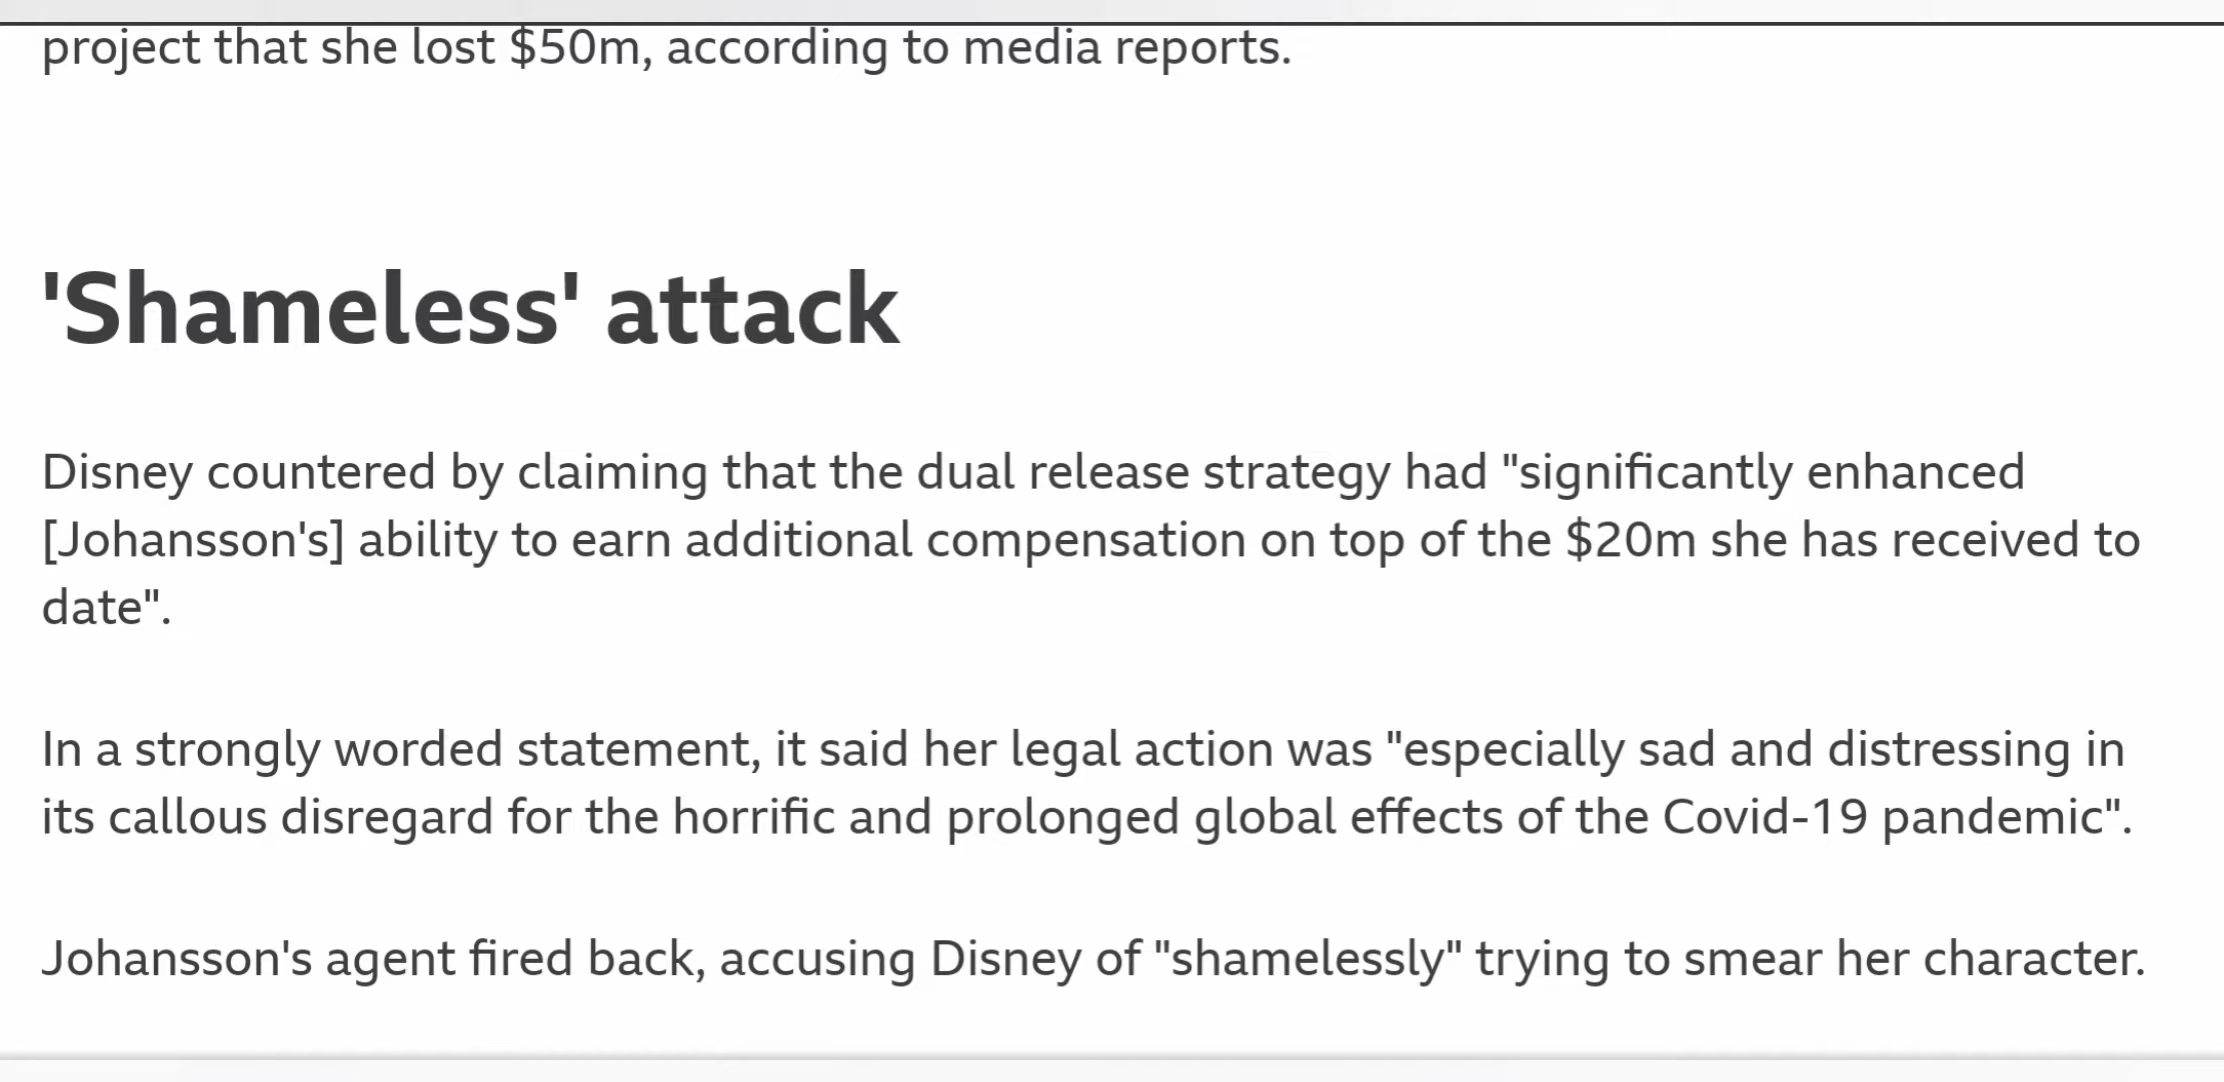 project that she lost $50m, according to media reports.
'Shameless' attack
Disney countered by claiming that the dual release strategy had "significantly enhanced
[Johansson's] ability to earn additional compensation on top of the $20m she has received to
date".
In a strongly worded statement, it said her legal action was "especially sad and distressing in
its callous disregard for the horrific and prolonged global effects of the Covid-19 pandemic".
Johansson's agent fired back, accusing Disney of "shamelessly" trying to smear her character.